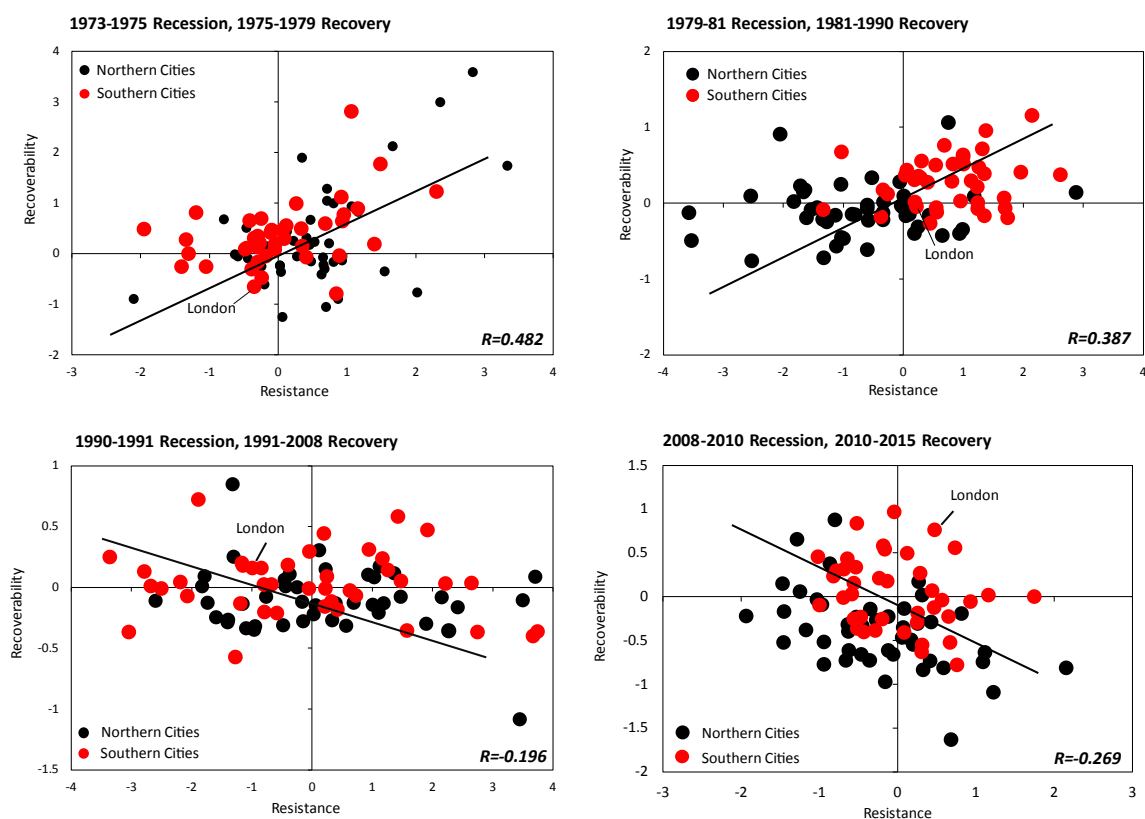 1973-1975 Recession, 1975-1979 Recovery
4
3
2
1
0
-1
-2
-3
-2
-1
0
1
2
3
4
Recoverability
Resistance
Northern Cities
Southern Cities
London
R=0.482
1979-81 Recession, 1981-1990 Recovery
2
1
0
-1
-2
-4
-3
-2
-1
0
1
2
3
4
Recoverability
Resistance
Northern Cities
Southern Cities
London
R=0.387
1990-1991 Recession, 1991-2008 Recovery
1
0.5
0
-0.5
-1
-1.5
-4
-3
-2
-1
0
1
2
3
4
Recoverability
Resistance
London
Northern Cities
Southern Cities
R=-0.196
2008-2010 Recession, 2010-2015 Recovery
1.5
1
0.5
0
-0.5
-1
-1.5
-2
-3
-2
-1
0
1
2
3
Recoverability
Resistance
London
Northern Cities
Southern Cities
R=-0.269